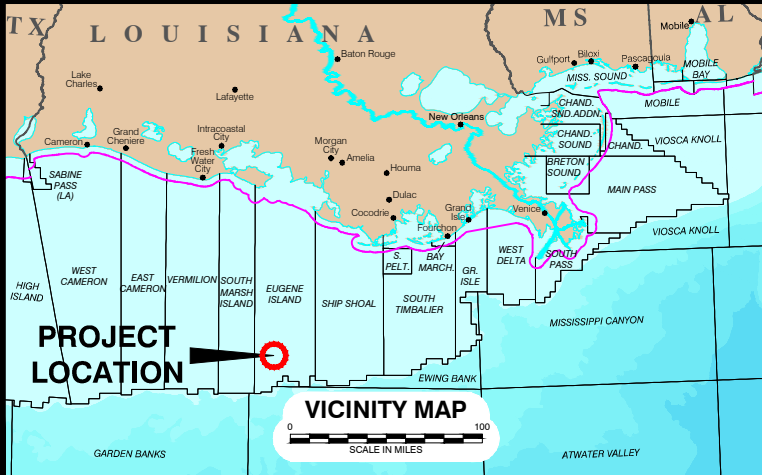 TX
LOUISIANA
MS
AL
Mobile
Baton Rouge
Biloxi
Gulfport
Pascagoula
MOBILE
BAY
MISS. SOUND
Lake
Charles
Lafayette
CHAND.
SND.ADDN.
MOBILE
New Orleans
Intracoastal
City
Grand
Cheniere
Cameron
CHAND.
SOUND
CHAND.
VIOSCA KNOLL
Fresh
Water
City
Morgan
City
Amelia
Houma
BRETON
SOUND
SABINE
PASS
(LA)
MAIN PASS
Dulac
Cocodrie
Grand
Isle
Venice
Fourchon
VIOSCA KNOLL
S.
PELT.
BAY
MARCH.
WEST
DELTA
SOUTH
PASS
GR.
ISLE
HIGH
ISLAND
WEST
CAMERON
EAST
CAMERON
VERMILION
SOUTH
MARSH
ISLAND
EUGENE
ISLAND
SHIP SHOAL
SOUTH
TIMBALIER
MISSISSIPPI CANYON
PROJECT
LOCATION
EWING BANK
VICINITY MAP
0
100
SCALE IN MILES
GARDEN BANKS
ATWATER VALLEY